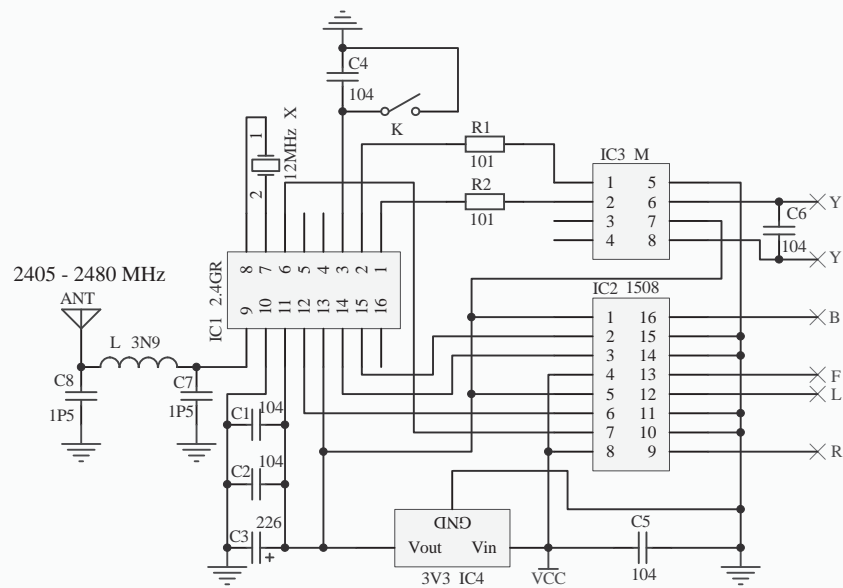 C4
104
K
1
2
12MHz X
R1
101
R2
101
IC3 M
1 5
2 6
3 7
4 8
Y
C6
104
Y
8 7 6 5 4 3 2 1
9 10 11 12 13 14 15 16
IC1 2.4GR
2405 - 2480 MHz
ANT
L 3N9
C8
1P5
C7
1P5
IC2 1508
1 16
2 15
3 14
4 13
5 12
6 11
7 10
8 9
B
F
L
R
C1 104
C2 104
C3 226
+
GND
Vout Vin
3V3 IC4
VCC
C5
104